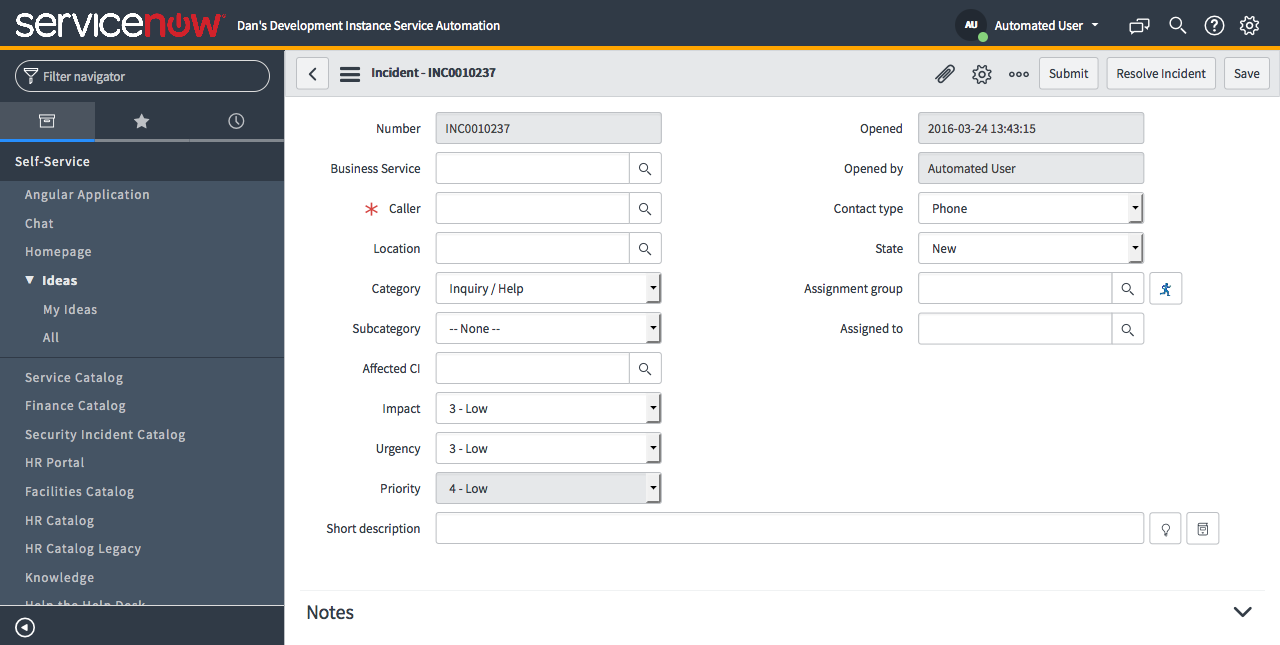 servicenow Dan's Development Instance Service Automation
AU Automated User
Filter navigator
Self-Service
Angular Application
Chat
Homepage
Ideas
My Ideas
All
Service Catalog
Finance Catalog
Security Incident Catalog
HR Portal
Facilities Catalog
HR Catalog
HR Catalog Legacy
Knowledge
Help the Help Desk
Incident - INC0010237
Submit
Resolve Incident
Save
Number INC0010237
Business Service
Caller
Location
Category Inquiry / Help
Subcategory -- None --
Affected CI
Impact 3 - Low
Urgency 3 - Low
Priority 4 - Low
Short description
Opened 2016-03-24 13:43:15
Opened by Automated User
Contact type Phone
State New
Assignment group
Assigned to
Notes